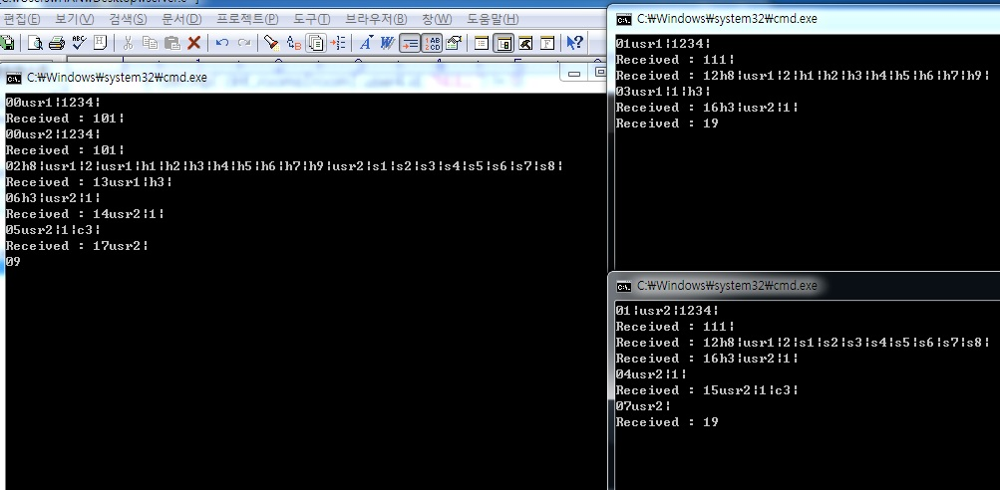 편집(E) 보기(V) 검색(S) 문서(D) 프로젝트(P) 도구(T) 브라우저(B) 창(W) 도움말(H)
C:₩Windows₩system32₩cmd.exe
00usr1¦1234¦
Received : 101¦
00usr2¦1234¦
Received : 101¦
02h8¦usr1¦2¦usr1¦h1¦h2¦h3¦h4¦h5¦h6¦h7¦h9¦usr2¦s1¦s2¦s3¦s4¦s5¦s6¦s7¦s8¦
Received : 13usr1¦h3¦
06h3¦usr2¦1¦
Received : 14usr2¦1¦
05usr2¦1¦c3¦
Received : 17usr2¦
09
C:₩Windows₩system32₩cmd.exe
01usr1¦1234¦
Received : 111¦
Received : 12h8¦usr1¦2¦h1¦h2¦h3¦h4¦h5¦h6¦h7¦h9¦
03usr1¦1¦h3¦
Received : 16h3¦usr2¦1¦
Received : 19
C:₩Windows₩system32₩cmd.exe
01¦usr2¦1234¦
Received : 111¦
Received : 12h8¦usr1¦2¦s1¦s2¦s3¦s4¦s5¦s6¦s7¦s8¦
Received : 16h3¦usr2¦1¦
04usr2¦1¦
Received : 15usr2¦1¦c3¦
07usr2¦
Received : 19